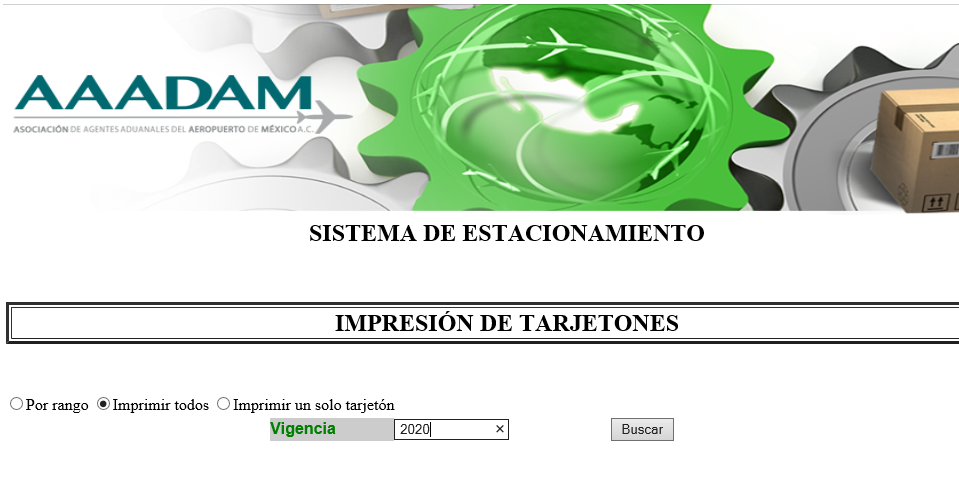 AAADAM
ASOCIACIÓN DE AGENTES ADUANALES DEL AEROPUERTO DE MÉXICO A.C.
SISTEMA DE ESTACIONAMIENTO
IMPRESIÓN DE TARJETONES
Por rango Imprimir todos Imprimir un solo tarjetón
Vigencia 2020 × Buscar